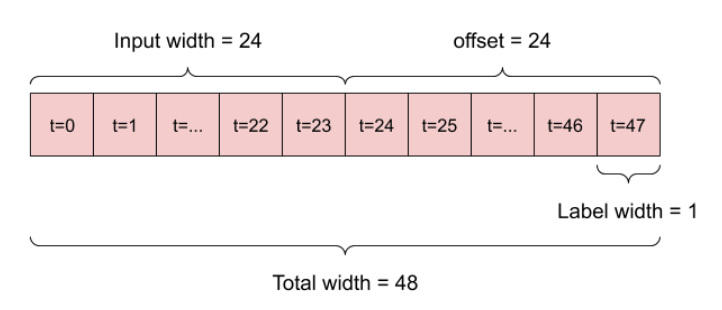 Input width = 24 offset = 24
t=0 t=1 t=... t=22 t=23 t=24 t=25 t=... t=46 t=47
Label width = 1
Total width = 48